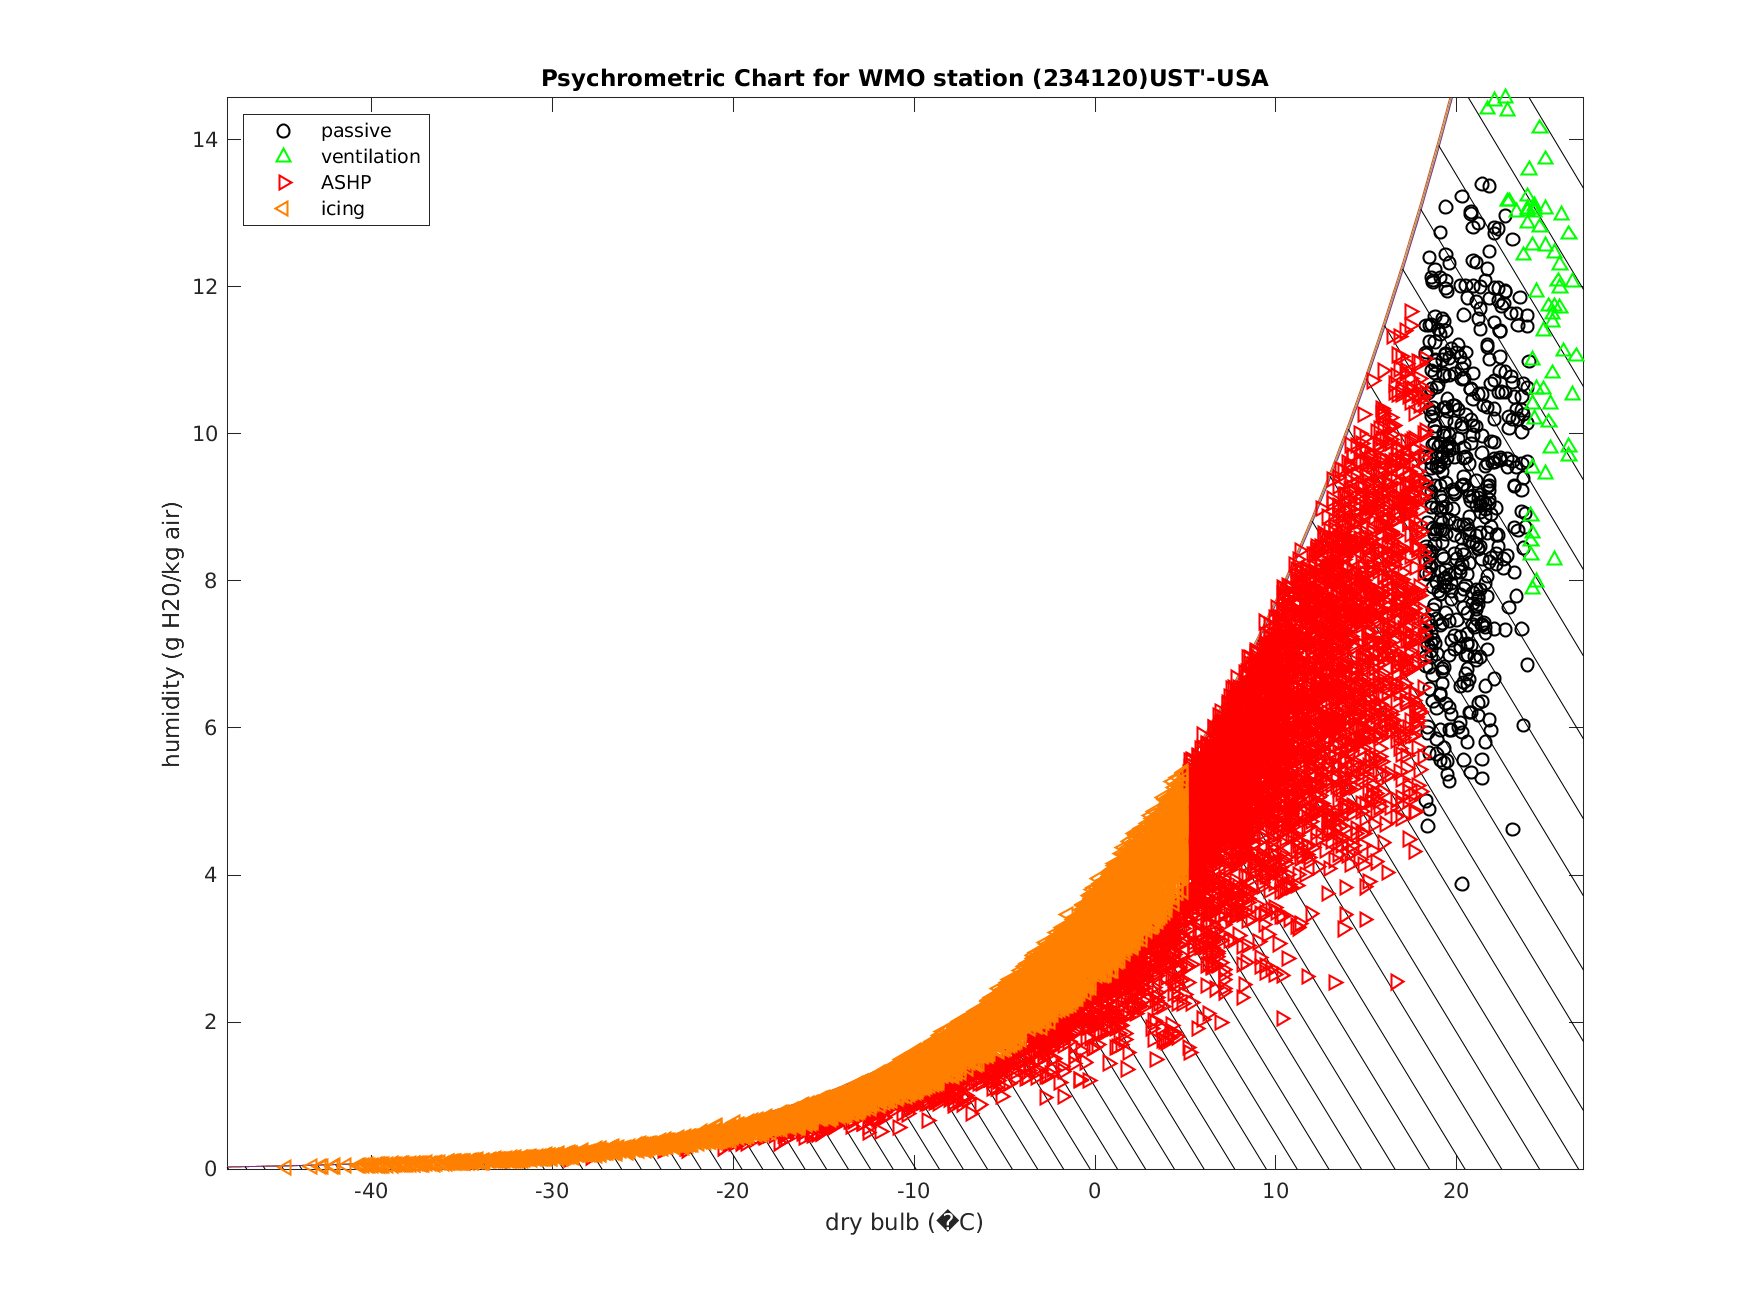 Psychrometric Chart for WMO station (234120)UST'-USA
passive
ventilation
ASHP
icing
humidity (g H20/kg air)
14
12
10
8
6
4
2
0
-40
-30
-20
-10
0
10
20
dry bulb (�C)